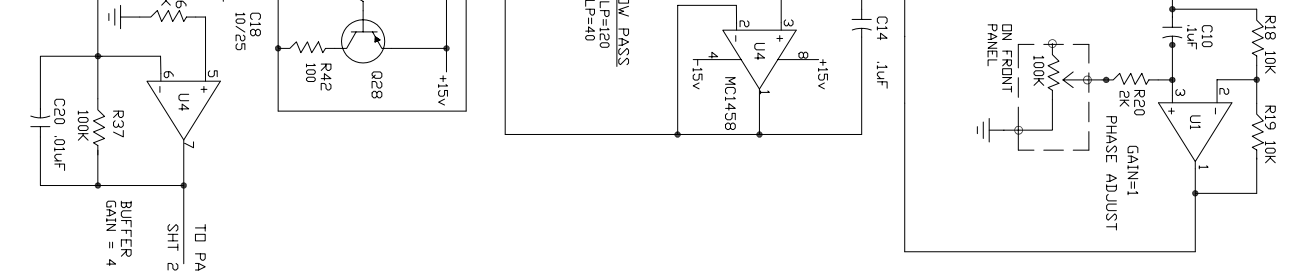 R18 10K
R19 10K
C10
.1uF
2
-
3
+
U1
1
R20
2K
GAIN=1
PHASE ADJUST
100K
ON FRONT
PANEL
C14 .1uF
+15v
8
3
+
2
-
4
-15v
1
U4
MC1458
OW PASS
LP=120
LP=40
+15v
Q28
R42
100
C18
10/25
6
5
+
6
-
U4
7
R37
100K
C20 .01uF
BUFFER
GAIN = 4
TO PA
SHT 2